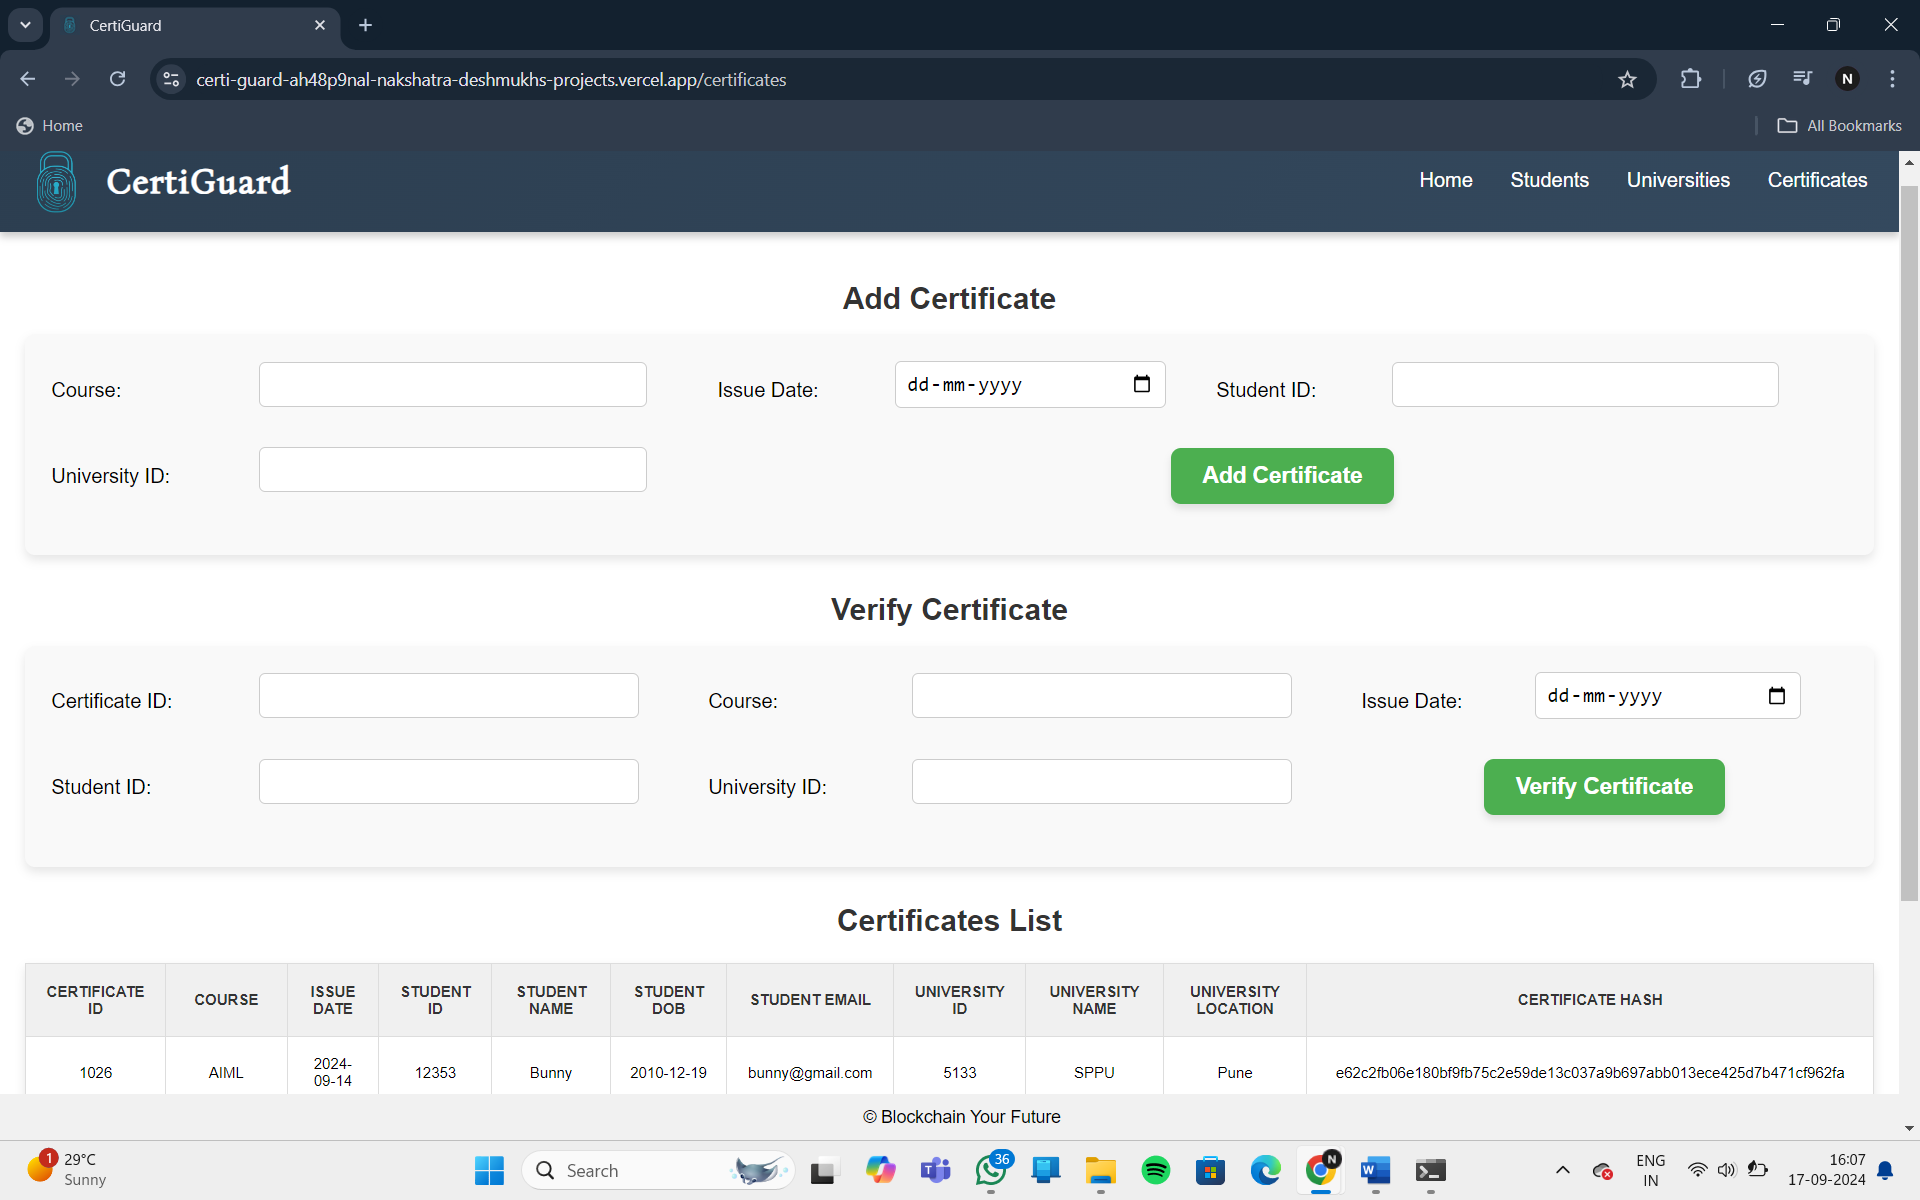 CertiGuard
certi-guard-ah48p9nal-nakshatra-deshmukhs-projects.vercel.app/certificates
N
Home
All Bookmarks
CertiGuard
Home Students Universities Certificates
Add Certificate
Course:
Issue Date: dd-mm-yyyy
Student ID:
University ID:
Add Certificate
Verify Certificate
Certificate ID:
Course:
Issue Date: dd-mm-yyyy
Student ID:
University ID:
Verify Certificate
Certificates List
CERTIFICATE ID COURSE ISSUE DATE STUDENT ID STUDENT NAME STUDENT DOB STUDENT EMAIL UNIVERSITY ID UNIVERSITY NAME UNIVERSITY LOCATION CERTIFICATE HASH
1026 AIML 2024-09-14 12353 Bunny 2010-12-19 bunny@gmail.com 5133 SPPU Pune e62c2fb06e180bf9fb75c2e59de13c037a9b697abb013ece425d7b471cf962fa
© Blockchain Your Future
1
29°C
Sunny
Search
36
N
ENG
IN
16:07
17-09-2024